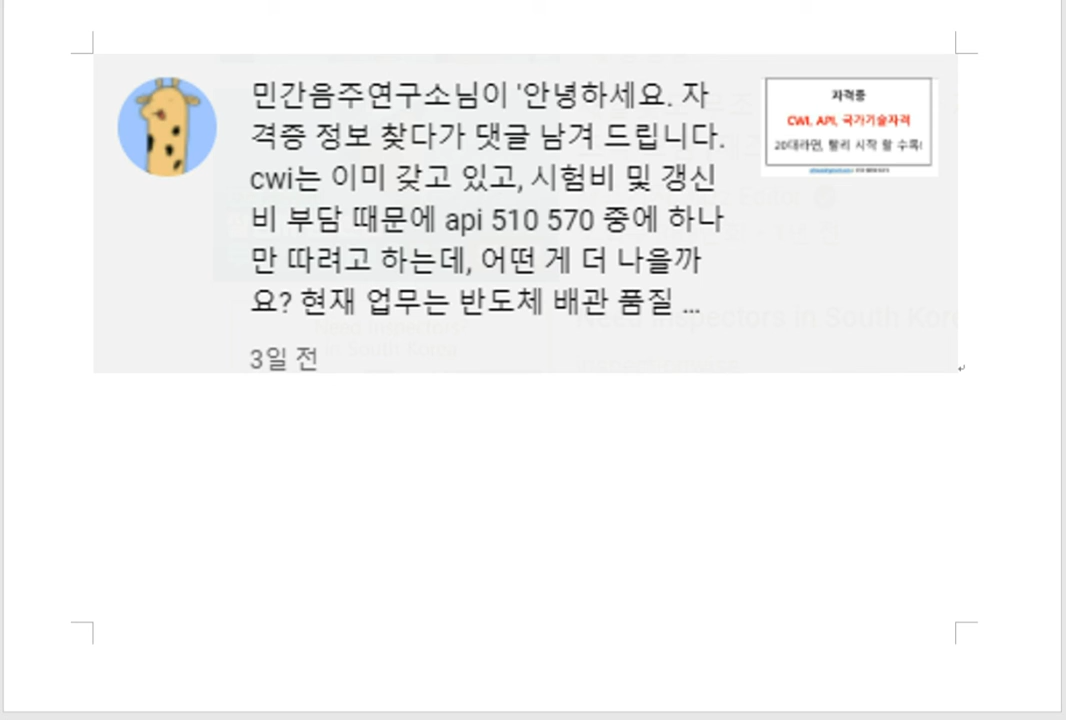 민간음주연구소님이 '안녕하세요. 자
격증 정보 찾다가 댓글 남겨 드립니다.
cwi는 이미 갖고 있고, 시험비 및 갱신
비 부담 때문에 api 510 570 중에 하나
만 따려고 하는데, 어떤 게 더 나을까
요? 현재 업무는 반도체 배관 품질 ...
3일 전
자격증
CWI, API, 국가기술자격
20대라면, 빨리 시작 할 수록!
Need Inspectors in South Kor